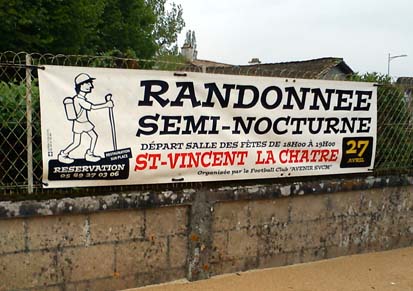 RANDONNEE
SEMI-NOCTURNE
DÉPART SALLE DES FÊTES DE 18H00 À 19H00
ST-VINCENT LA CHATRE
27
AVRIL
Organisée par le Football Club "AVENIR SVCM"
RESTAURATION
SUR PLACE
RESERVATION
05 49 27 03 06